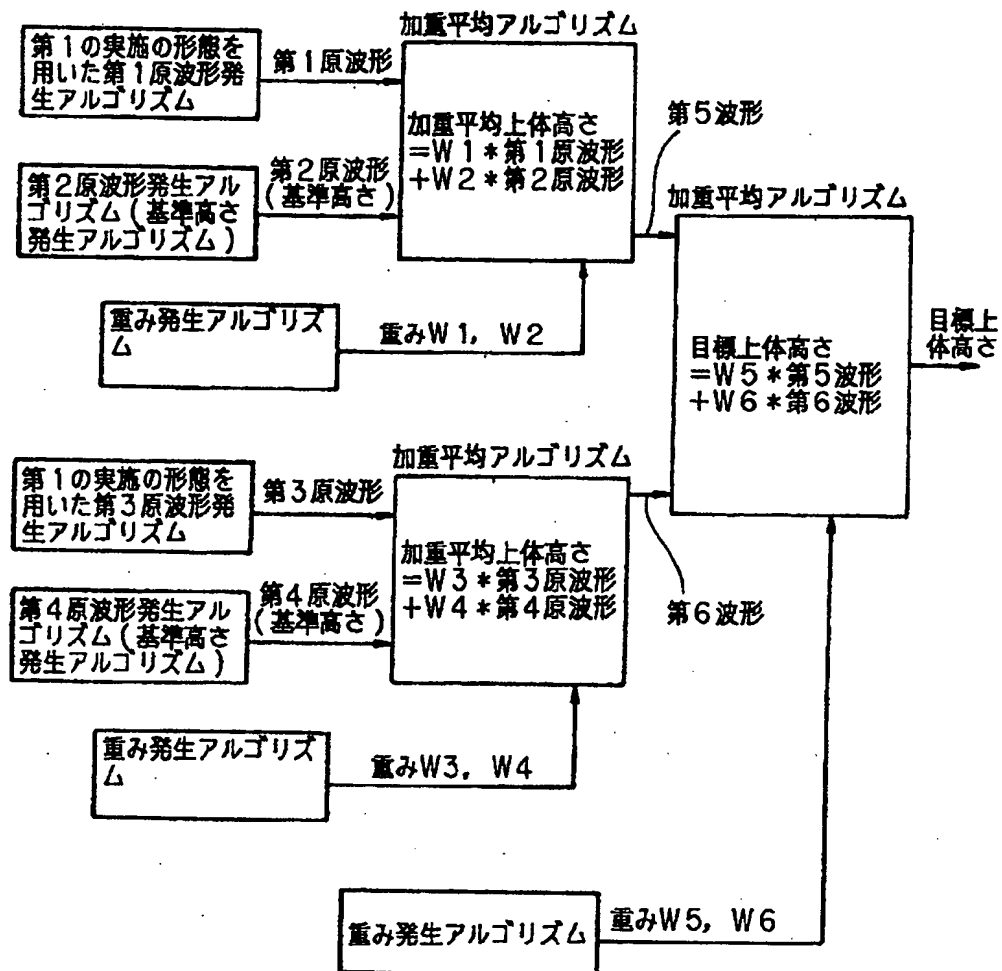 加重平均アルゴリズム
第1の実施の形態を
用いた第1原波形発
生アルゴリズム
第1原波形
加重平均上体高さ
=W1*第1原波形
+W2*第2原波形
第2原波形発生アル
ゴリズム(基準高さ
発生アルゴリズム)
第2原波形
(基準高さ)
重み発生アルゴリズ
ム
重みW1, W2
第5波形
加重平均アルゴリズム
目標上体高さ
=W5*第5波形
+W6*第6波形
目標上
体高さ
加重平均アルゴリズム
第1の実施の形態を
用いた第3原波形発
生アルゴリズム
第3原波形
加重平均上体高さ
=W3*第3原波形
+W4*第4原波形
第4原波形発生アル
ゴリズム(基準高さ
発生アルゴリズム)
第4原波形
(基準高さ)
第6波形
重み発生アルゴリズ
ム
重みW3, W4
重み発生アルゴリズム
重みW5, W6